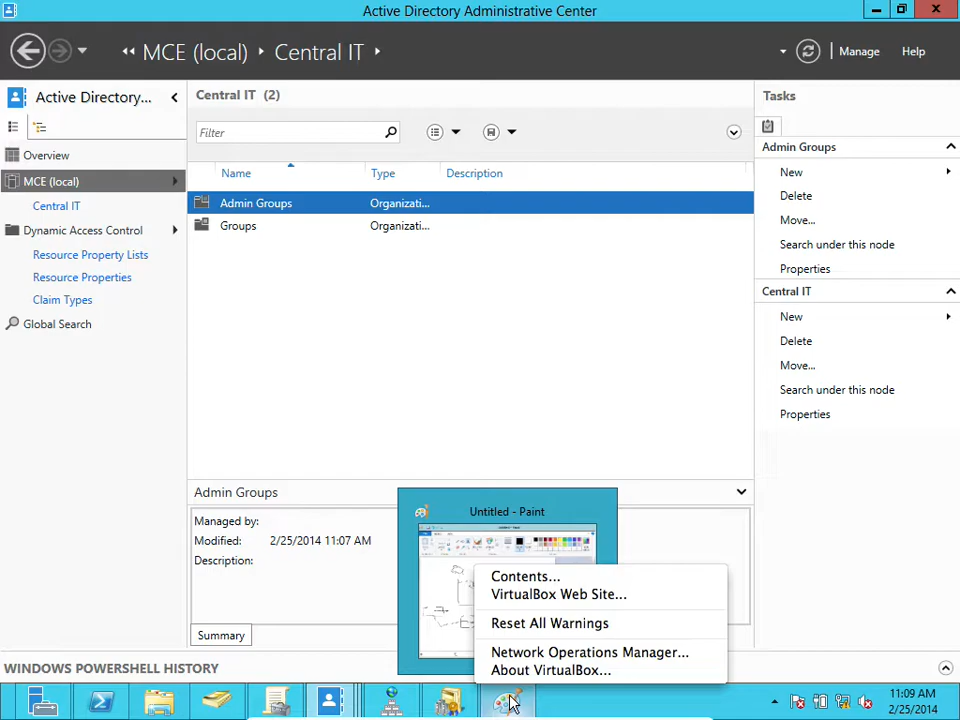 Active Directory Administrative Center
MCE (local) Central IT
Manage Help
Active Directory...
Overview
MCE (local)
Central IT
Dynamic Access Control
Resource Property Lists
Resource Properties
Claim Types
Global Search
Central IT (2)
Filter
Name Type Description
Admin Groups Organizati...
Groups Organizati...
Admin Groups
Managed by:
Modified: 2/25/2014 11:07 AM
Description:
Summary
Tasks
Admin Groups
New
Delete
Move...
Search under this node
Properties
Central IT
New
Delete
Move...
Search under this node
Properties
Untitled - Paint
Contents...
VirtualBox Web Site...
Reset All Warnings
Network Operations Manager...
About VirtualBox...
WINDOWS POWERSHELL HISTORY
11:09 AM
2/25/2014